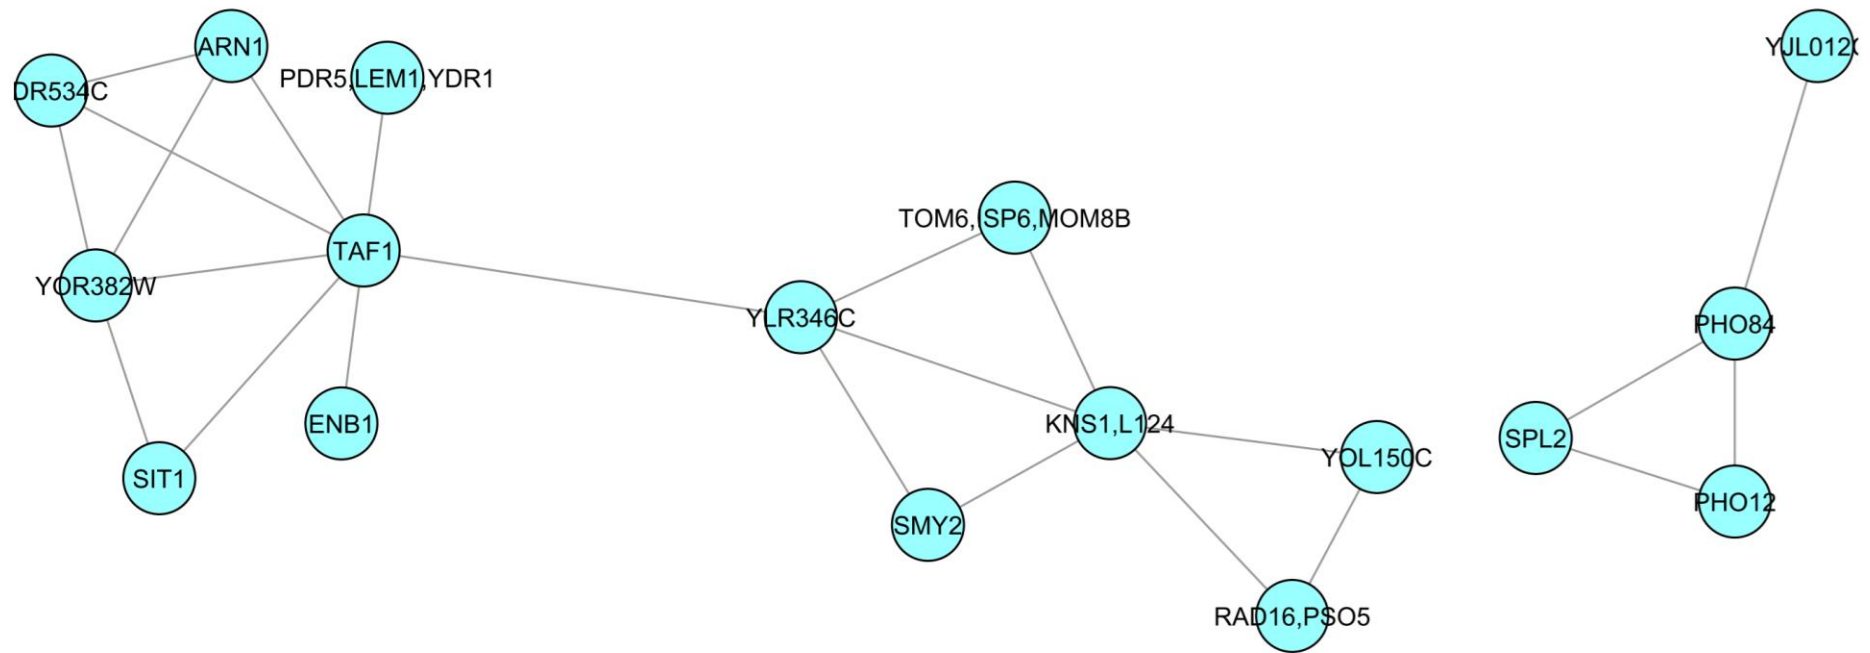 ARN1
DR534C
PDR5,LEM1,YDR1
YJL012C
TAF1
YOR382W
TOM6,ISP6,MOM8B
YLR346C
PHO84
ENB1
KNS1,L124
SIT1
YOL150C
SPL2
SMY2
PHO12
RAD16,PSO5